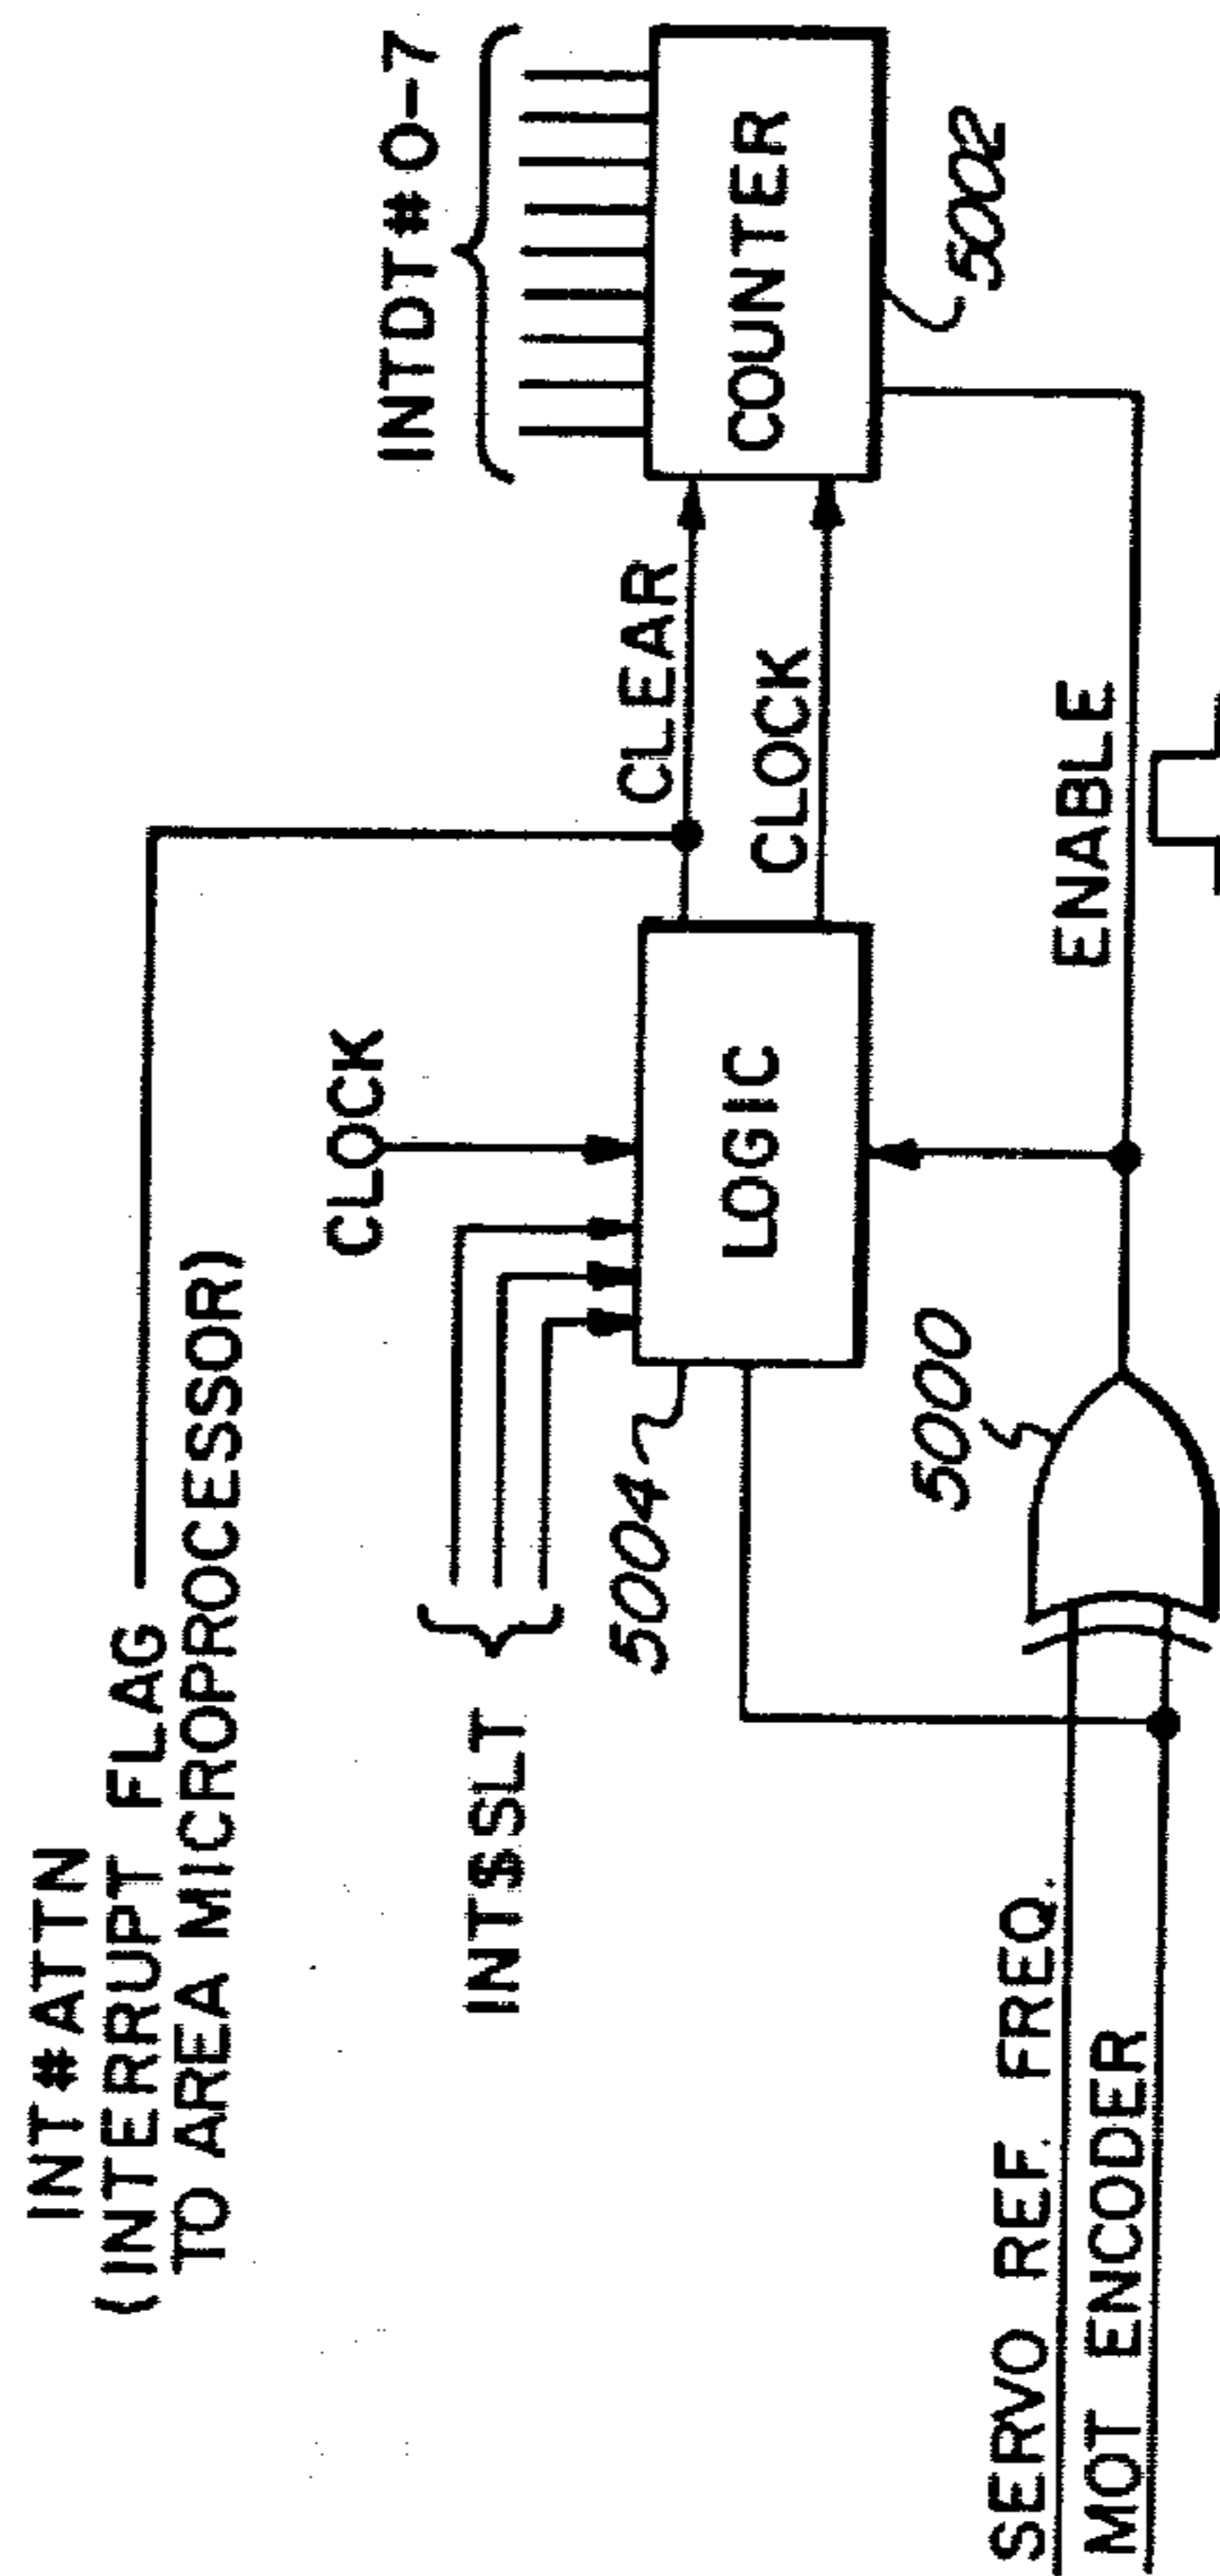 INT#ATTN
(INTERRUPT FLAG
TO AREA MICROPROCESSOR)
INTDT#0-7
CLOCK
INT$SLT
CLEAR
CLOCK
LOGIC
COUNTER
5004
5002
5000
ENABLE
SERVO REF. FREQ.
MOT ENCODER